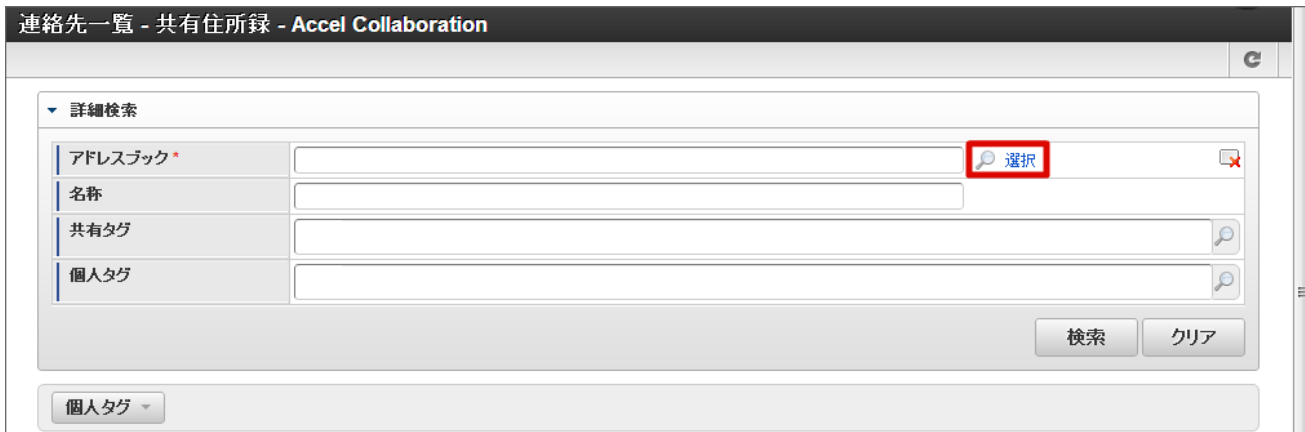 連絡先一覧 - 共有住所録 - Accel Collaboration
詳細検索
アドレスブック* 選択
名称
共有タグ
個人タグ
検索 クリア
個人タグ